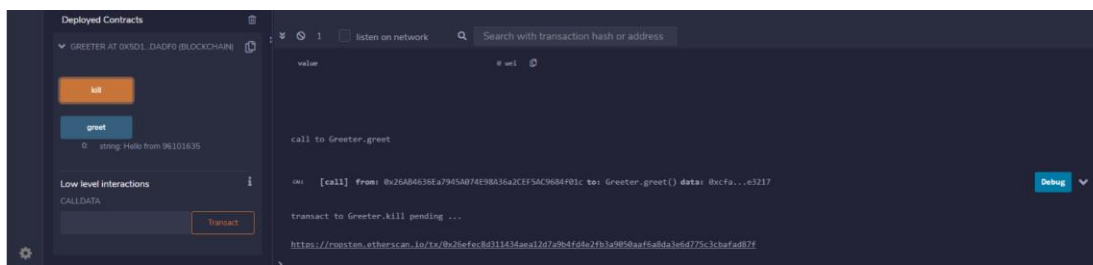 Deployed Contracts
GREETER AT 0X5D1...DADF0 (BLOCKCHAIN)
kill
greet
0: string: Hello from 96101635
Low level interactions
i
CALLDATA
Transact
1 listen on network Search with transaction hash or address
value 0 wei
call to Greeter.greet
CALL [call] from: 0x26AB4636Ea7945A074E98A36a2CEF5AC9684f01c to: Greeter.greet() data: 0xcfa...e3217
Debug
transact to Greeter.kill pending ...
https://ropsten.etherscan.io/tx/0x26efec8d311434aea12d7a9b4fd4e2fb3a9050aaf6a8da3e6d775c3cbafad87f
>